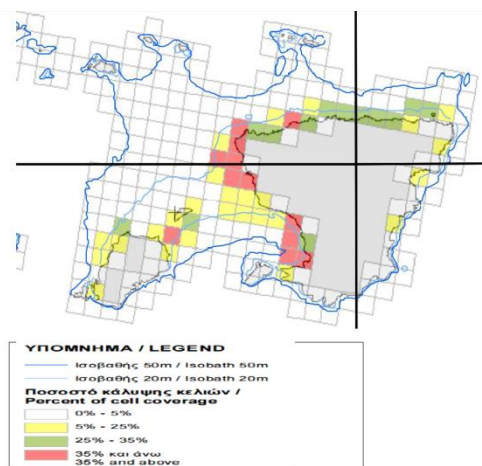 ΥΠΟΜΝΗΜΑ / LEGEND
Ισοβαθής 50m / Isobath 50m
Ισοβαθής 20m / Isobath 20m
Ποσοστό κάλυψης κελιών /
Percent of cell coverage
0% - 5%
5% - 25%
25% - 35%
35% και άνω
35% and above